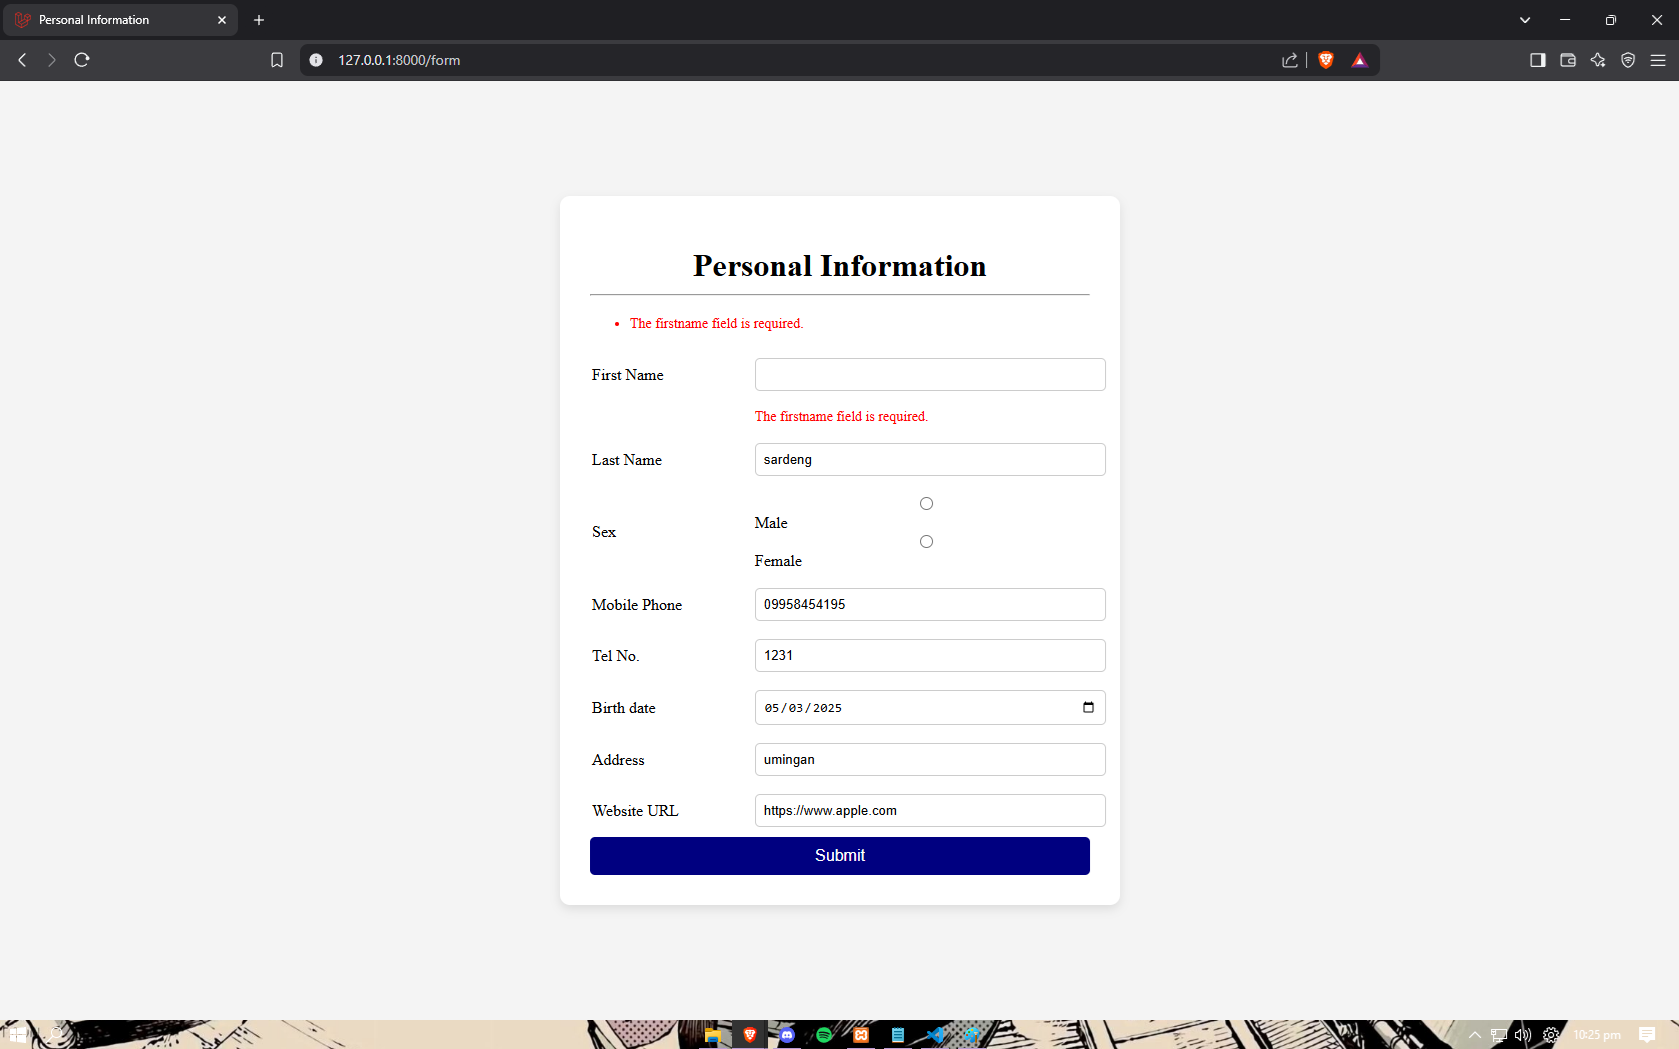 Personal Information
127.0.0.1:8000/form
Personal Information
The firstname field is required.
First Name
The firstname field is required.
Last Name
sardeng
Sex
Male
Female
Mobile Phone
09958454195
Tel No.
1231
Birth date
05/03/2025
Address
umingan
Website URL
https://www.apple.com
Submit
10:25 pm